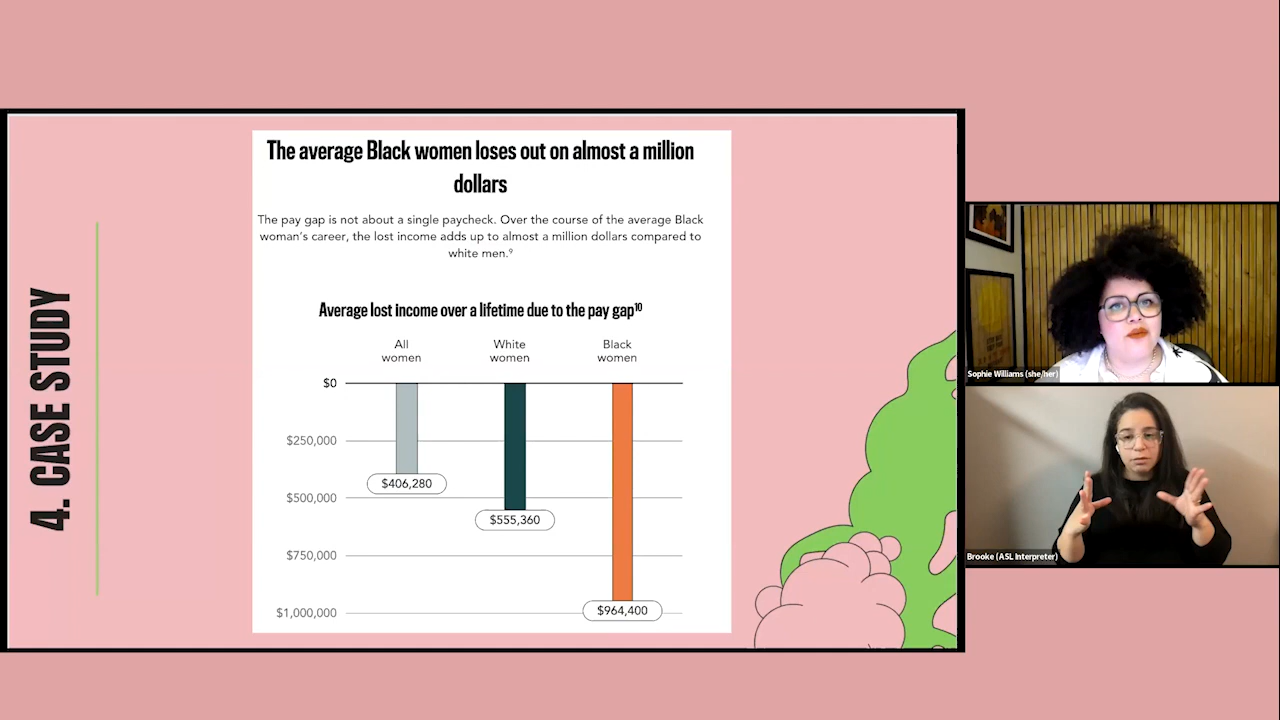 4. CASE STUDY
The average Black women loses out on almost a million
dollars
The pay gap is not about a single paycheck. Over the course of the average Black
woman's career, the lost income adds up to almost a million dollars compared to
white men.⁹
Average lost income over a lifetime due to the pay gap¹⁰
All
women
White
women
Black
women
$0
$250,000
$500,000
$750,000
$1,000,000
$406,280
$555,360
$964,400
Sophie Williams (she/her)
Brooke (ASL Interpreter)